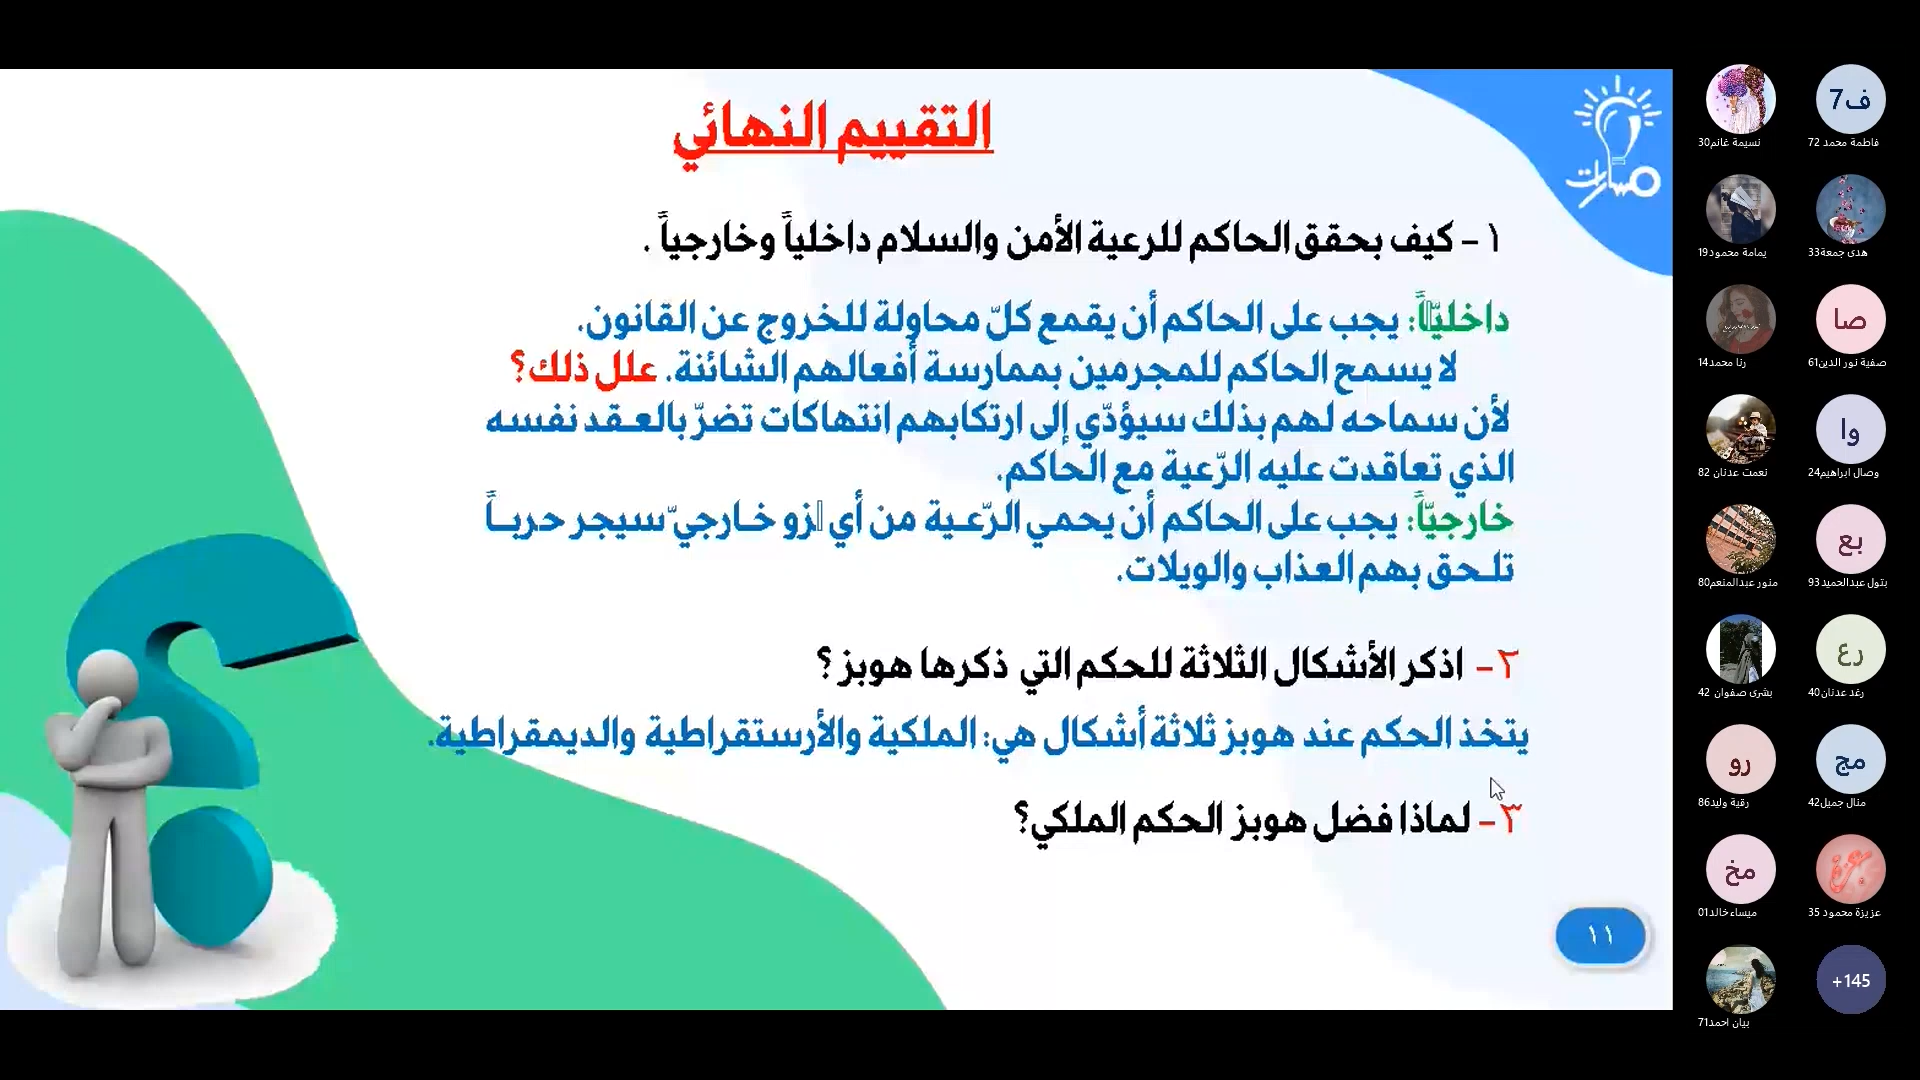 التقييم النهائي
مسارات
١ - كيف بحقق الحاكم للرعية الأمن والسلام داخلياً وخارجياً .
داخليّاً: يجب على الحاكم أن يقمع كلّ محاولة للخروج عن القانون.
لا يسمح الحاكم للمجرمين بممارسة أفعالهم الشائنة. علل ذلك؟
لأن سماحه لهم بذلك سيؤدّي إلى ارتكابهم انتهاكات تضرّ بالعقد نفسه
الذي تعاقدت عليه الرّعية مع الحاكم.
خارجيّاً: يجب على الحاكم أن يحمي الرّعية من أي زو خارجيّ سيجر حرباً
تلحق بهم العذاب والويلات.
٢- اذكر الأشكال الثلاثة للحكم التي ذكرها هوبز ؟
يتخذ الحكم عند هوبز ثلاثة أشكال هي: الملكية والأرستقراطية والديمقراطية.
٣- لماذا فضل هوبز الحكم الملكي؟
١١
ف7
نسيمة غانم30
فاطمة محمد 72
يمامة محمود19
هدى جمعة33
صا
رنا محمد14
صفية نور الدين61
وا
نعمت عدنان 82
وصال ابراهيم24
بع
منور عبدالمنعم80
بتول عبدالحميد93
رع
بشرى صفوان 42
رغد عدنان40
رو
مج
رقية وليد86
منال جميل42
مخ
ميساءخالد01
عزيزة محمود 35
+145
بيان احمد71